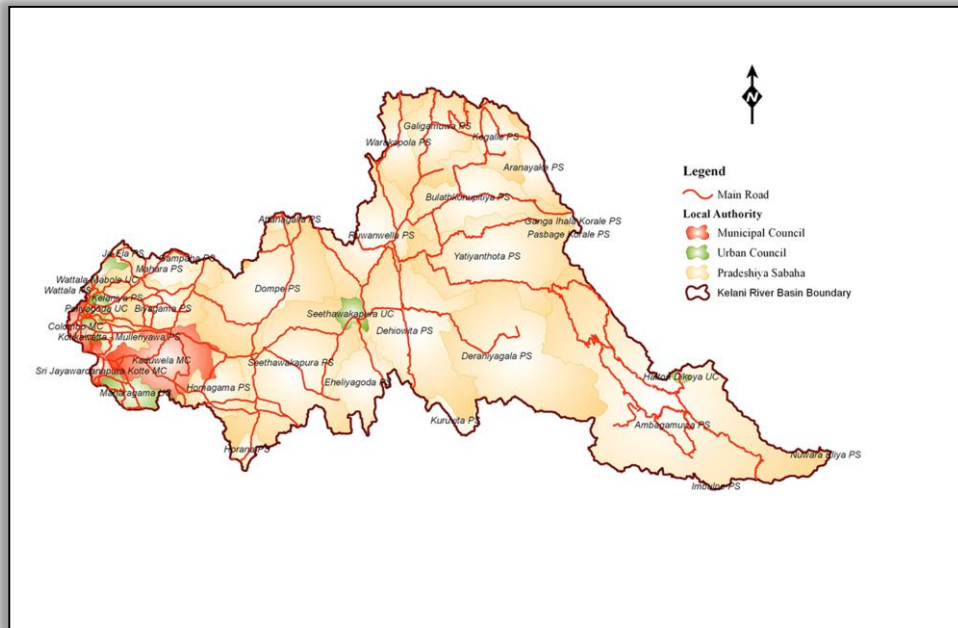 N
Galigamuwa PS
Kegalle PS
Warakapola PS
Aranayake PS
Legend
Main Road
Bulathkohupitiya PS
Local Authority
Attanagalla PS
Ganga Ihala Korale PS
Municipal Council
Ruwanwella PS
Pasbage Korale PS
Urban Council
Ja Ela PS
Gampaha PS
Yatiyanthota PS
Mahara PS
Pradeshiya Sabaha
Wattala Mabola UC
Wattala PS
Dompe PS
Kelani River Basin Boundary
Kelaniya PS
Peliyagoda UC
Biyagama PS
Seethawakapura UC
Colombo MC
Dehiowita PS
Kotikawatta Mulleriyawa PS
Deraniyagala PS
Kaduwela MC
Seethawakapura PS
Sri Jayawardanapura Kotte MC
Hatton Dikoya UC
Homagama PS
Eheliyagoda PS
Maharagama UC
Kuruvita PS
Ambagamuwa PS
Horana PS
Nuwara Eliya PS
Imbulpe PS